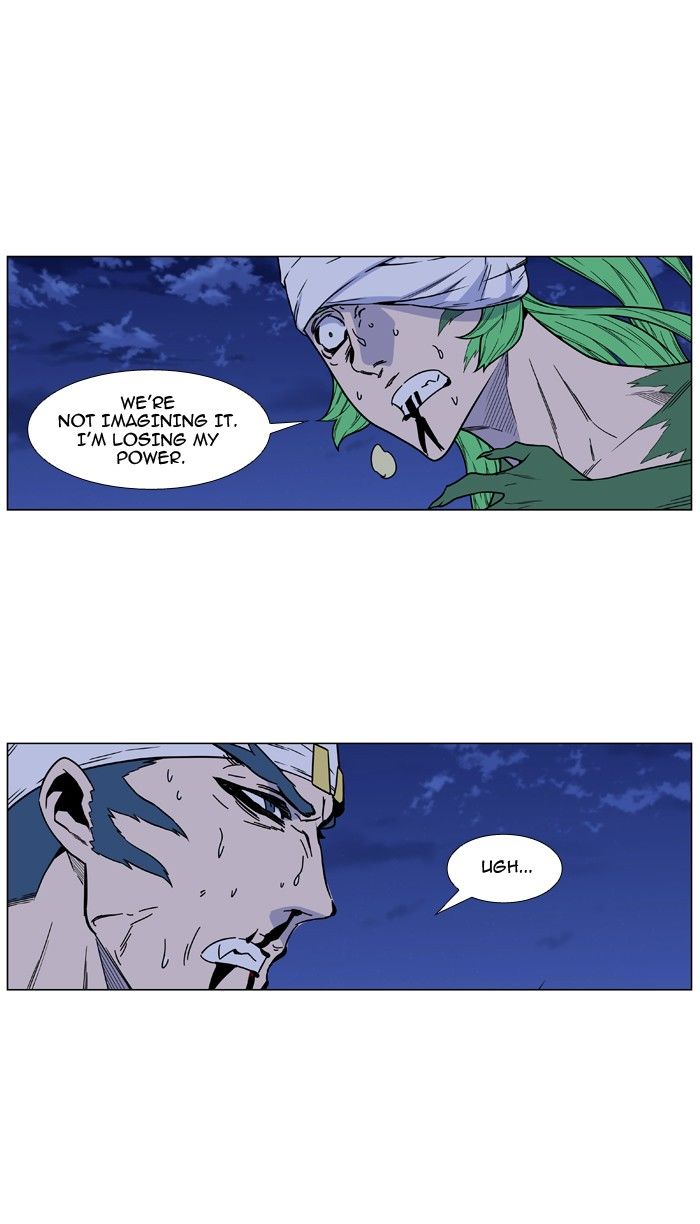 WE'RE
NOT IMAGINING IT.
I'M LOSING MY
POWER.
UGH...